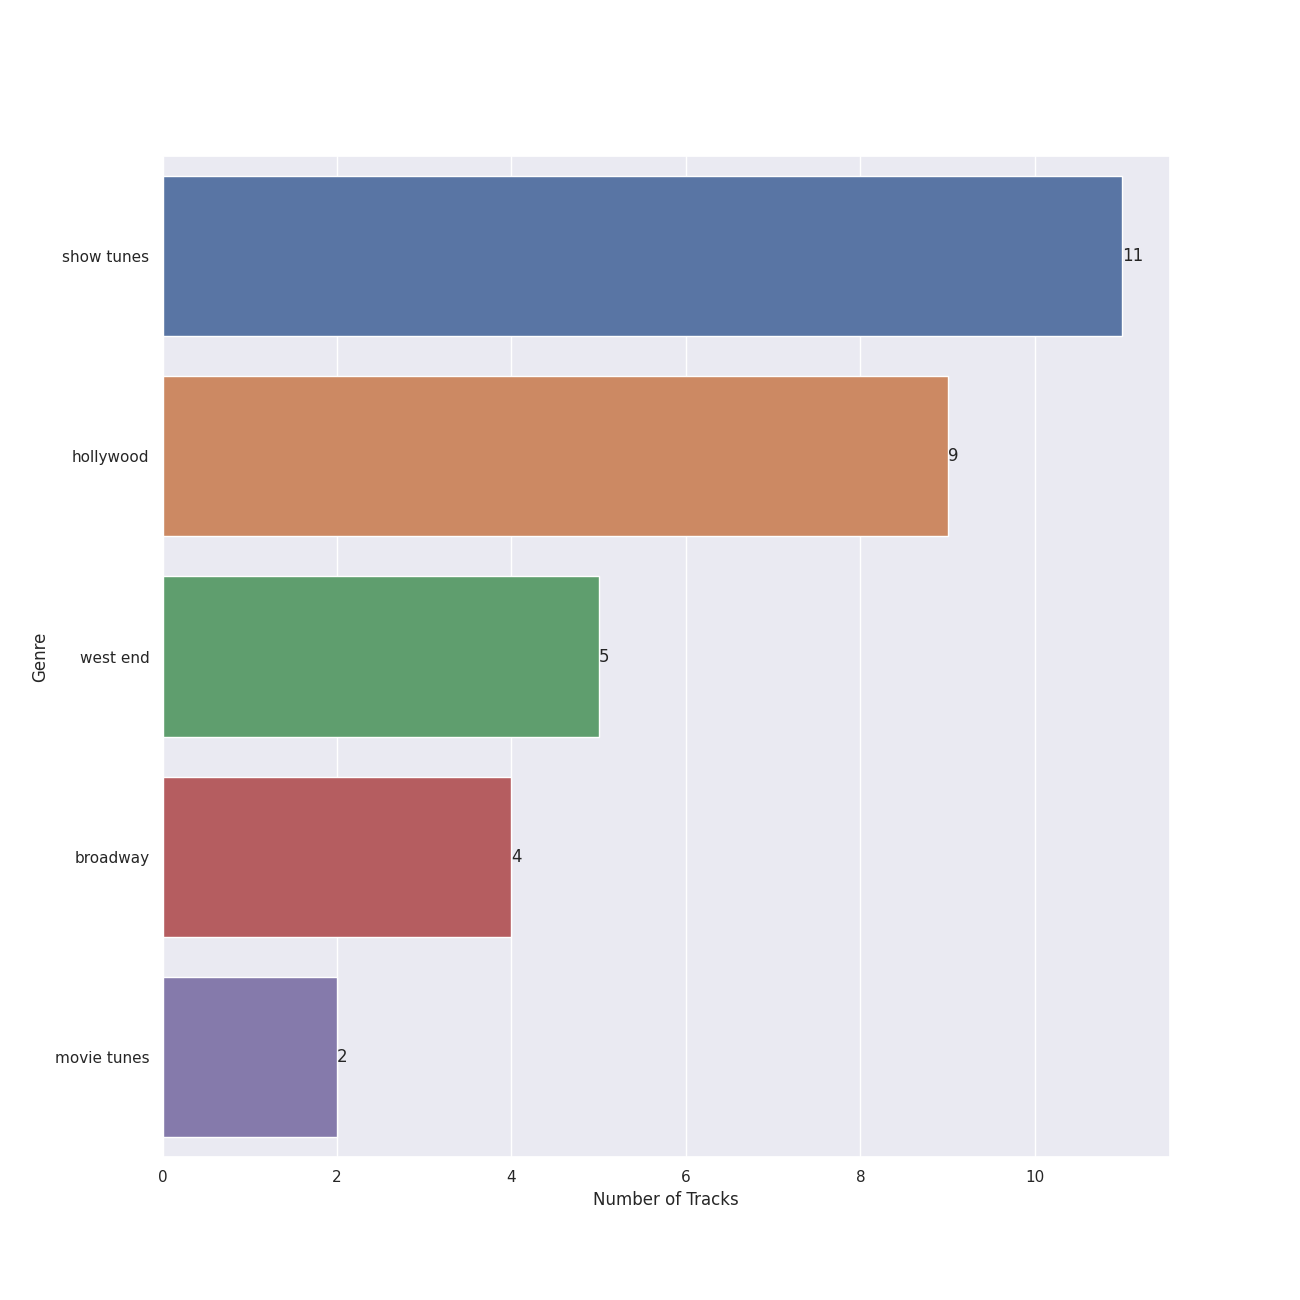 show tunes
11
hollywood
9
west end
5
broadway
4
movie tunes
2
Genre
0 2 4 6 8 10
Number of Tracks